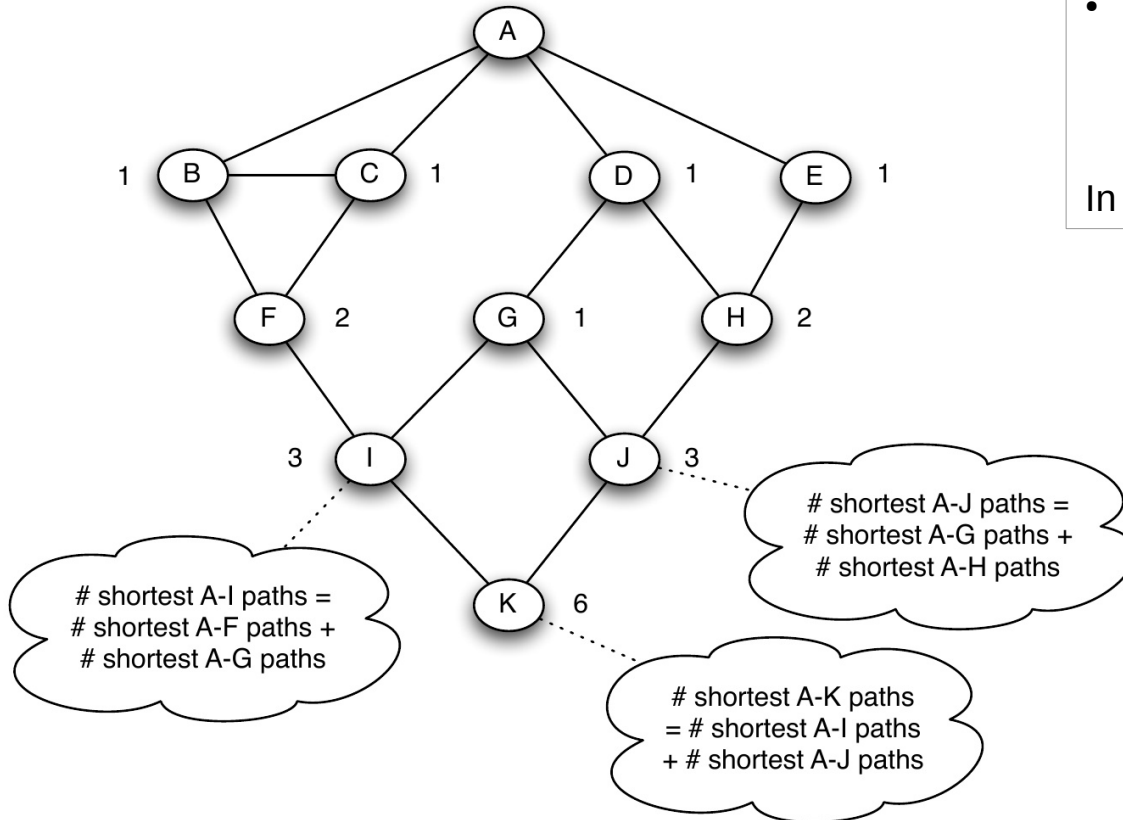 •
A
1 B C 1 D 1 E 1
In
F 2 G 1 H 2
3 I J 3
# shortest A-J paths =
# shortest A-G paths +
# shortest A-H paths
# shortest A-I paths =
# shortest A-F paths +
# shortest A-G paths
K 6
# shortest A-K paths
= # shortest A-I paths
+ # shortest A-J paths